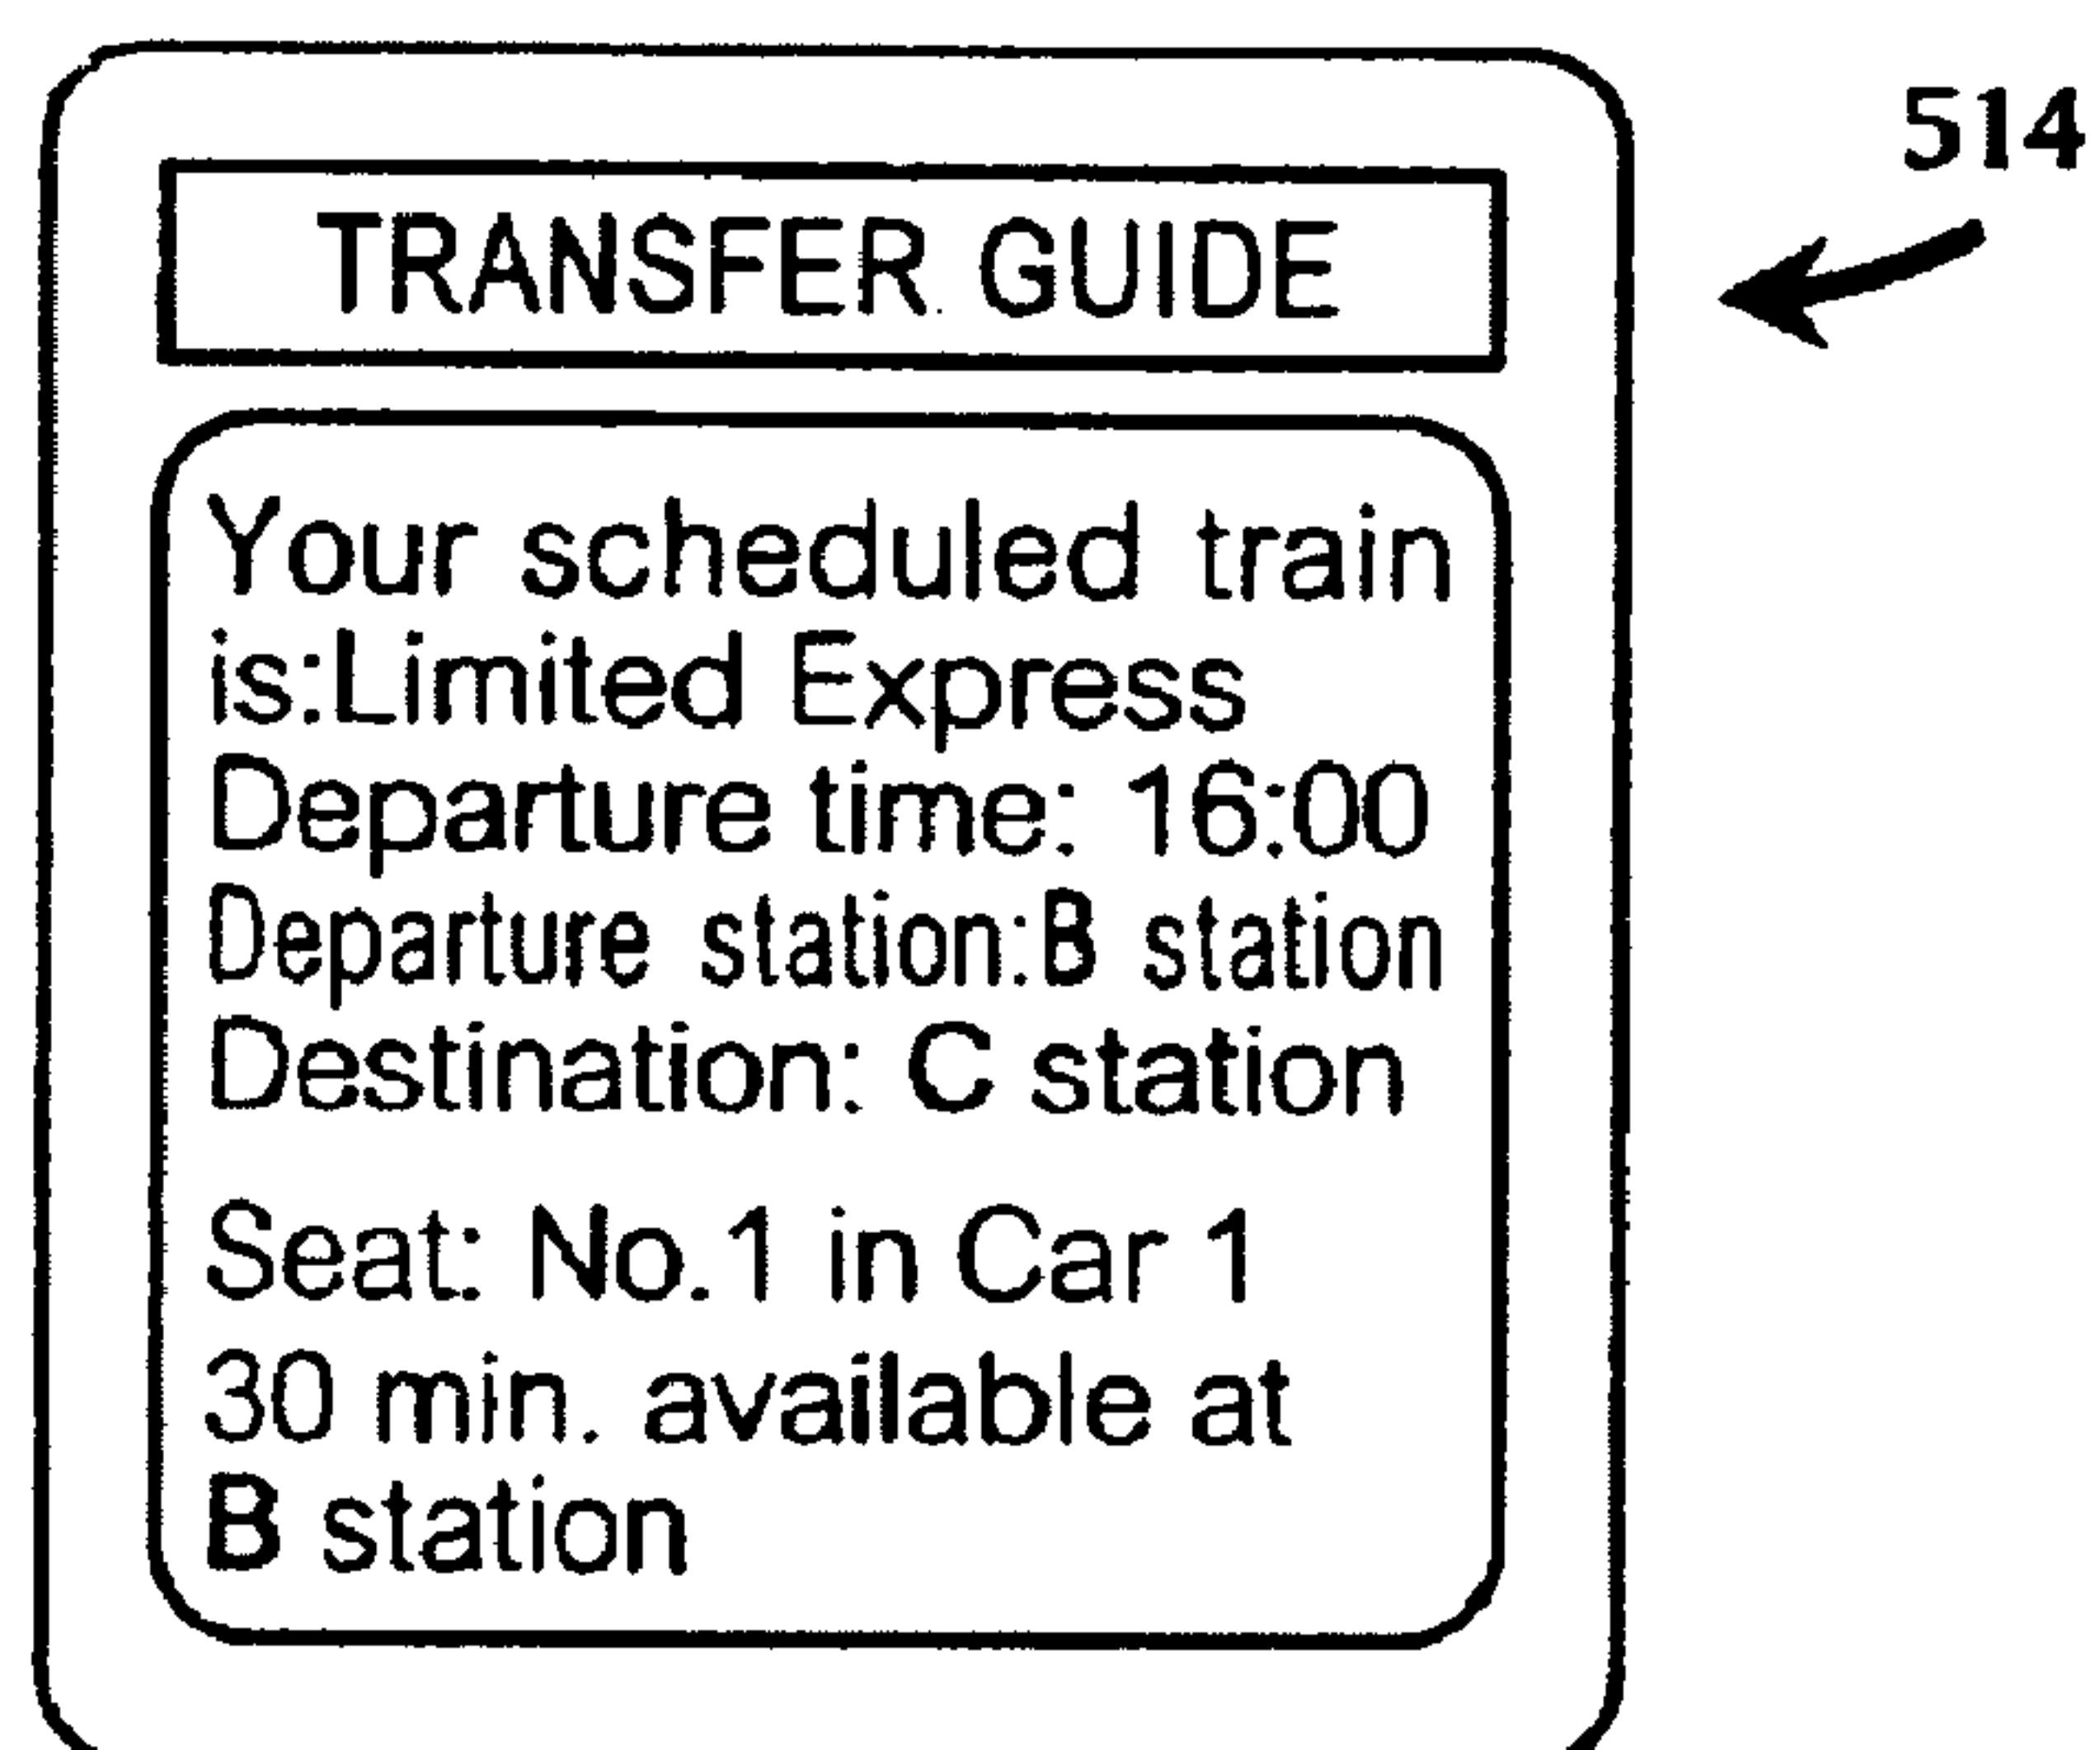 514
TRANSFER GUIDE
Your scheduled train
is:Limited Express
Departure time: 16:00
Departure station:B station
Destination: C station
Seat: No.1 in Car 1
30 min. available at
B station